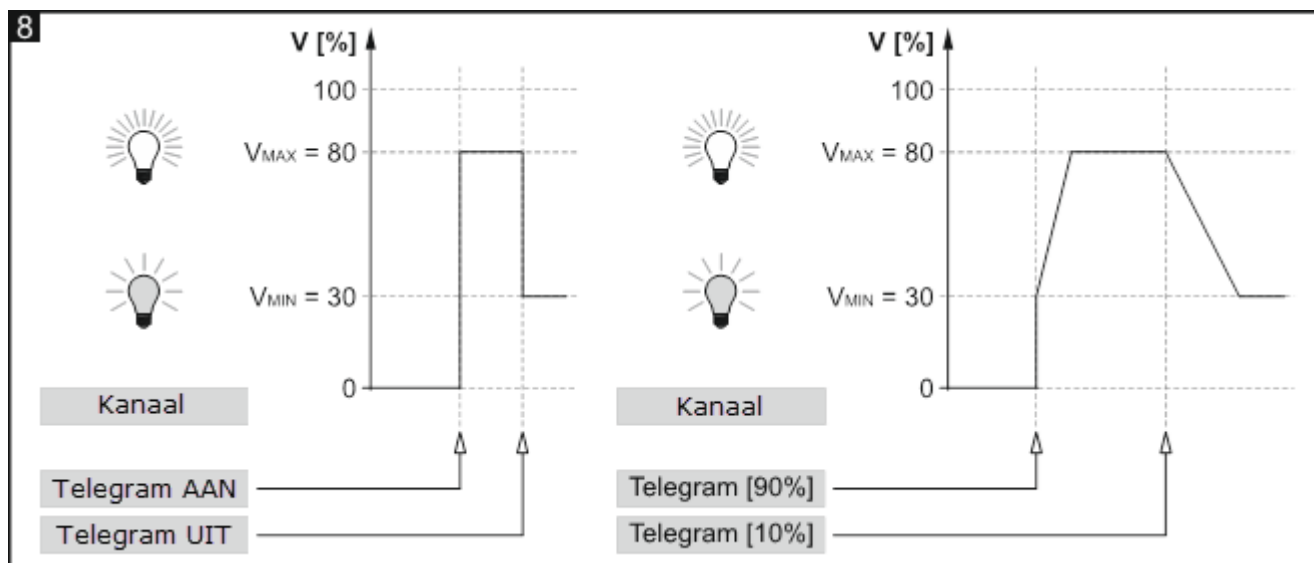 8
V [%]
100
VMAX = 80
VMIN = 30
0
Kanaal
Telegram AAN
Telegram UIT
V [%]
100
VMAX = 80
VMIN = 30
0
Kanaal
Telegram [90%]
Telegram [10%]